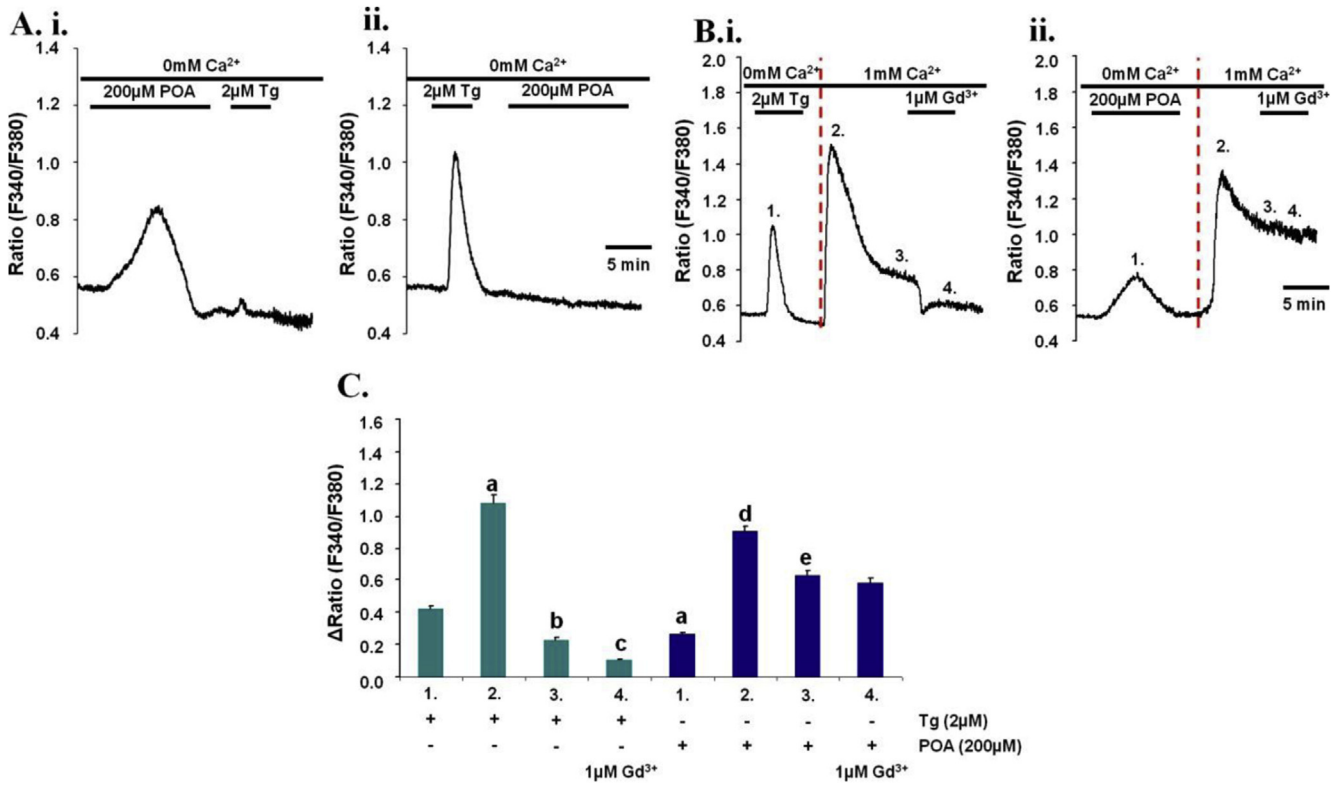 A. i.
0mM Ca²⁺
200µM POA 2µM Tg
Ratio (F340/F380)
1.4
1.2
1.0
0.8
0.6
0.4
ii.
0mM Ca²⁺
2µM Tg 200µM POA
Ratio (F340/F380)
1.4
1.2
1.0
0.8
0.6
0.4
5 min
B.i.
0mM Ca²⁺ 1mM Ca²⁺
2µM Tg 1µM Gd³⁺
Ratio (F340/F380)
2.0
1.8
1.6
1.4
1.2
1.0
0.8
0.6
0.4
1. 2. 3. 4.
ii.
0mM Ca²⁺ 1mM Ca²⁺
200µM POA 1µM Gd³⁺
Ratio (F340/F380)
2.0
1.8
1.6
1.4
1.2
1.0
0.8
0.6
0.4
1. 2. 3. 4.
5 min
C.
ΔRatio (F340/F380)
1.6
1.4
1.2
1.0
0.8
0.6
0.4
0.2
0.0
a b c a d e
1. 2. 3. 4. 1. 2. 3. 4.
+ + + + - - - - Tg (2µM)
- - - - + + + + POA (200µM)
1µM Gd³⁺ 1µM Gd³⁺